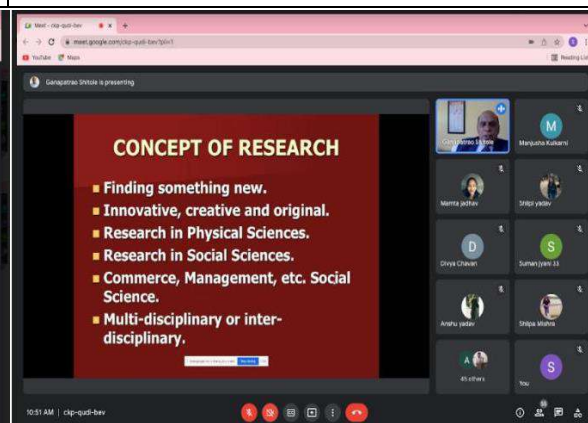 Meet - ckp-qudi-bev
meet.google.com/ckp-qudi-bev?pli=1
YouTube Maps Reading List
Ganapatrao Shitole is presenting
CONCEPT OF RESEARCH
Finding something new.
Innovative, creative and original.
Research in Physical Sciences.
Research in Social Sciences.
Commerce, Management, etc. Social
Science.
Multi-disciplinary or inter-
disciplinary.
Ganapatrao Shitole
M
Manjusha Kulkarni
Mamta jadhav
Shilpi yadav
D
Divya Chavan
S
Suman jyani 33
Anshu yadav
Shilpa Mishra
A
45 others
S
You
10:51 AM | ckp-qudi-bev